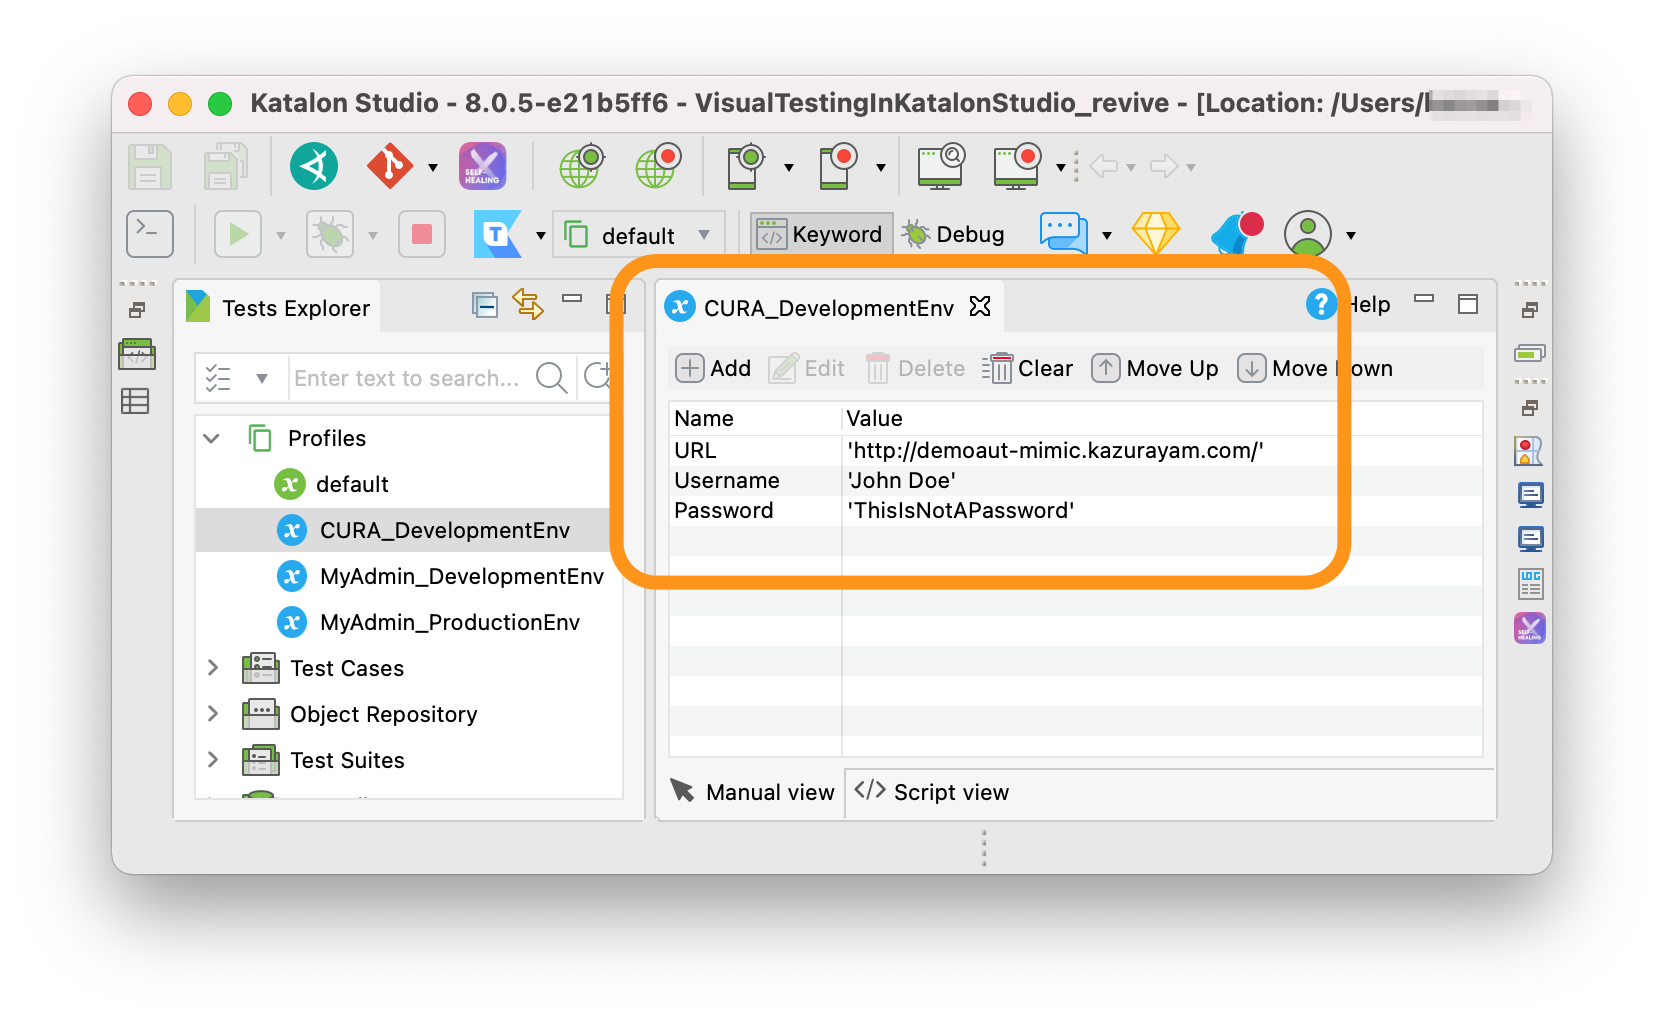 Katalon Studio - 8.0.5-e21b5ff6 - VisualTestingInKatalonStudio_revive - [Location: /Users/
SELF-
HEALING
T
default
Keyword
Debug
Tests Explorer
CURA_DevelopmentEnv
Help
Enter text to search...
Add
Edit
Delete
Clear
Move Up
Move Down
Name
Value
Profiles
URL
'http://demoaut-mimic.kazurayam.com/'
default
Username
'John Doe'
Password
'ThisIsNotAPassword'
CURA_DevelopmentEnv
MyAdmin_DevelopmentEnv
MyAdmin_ProductionEnv
LOG
SELF-
HEALING
Test Cases
Object Repository
Test Suites
Manual view
Script view